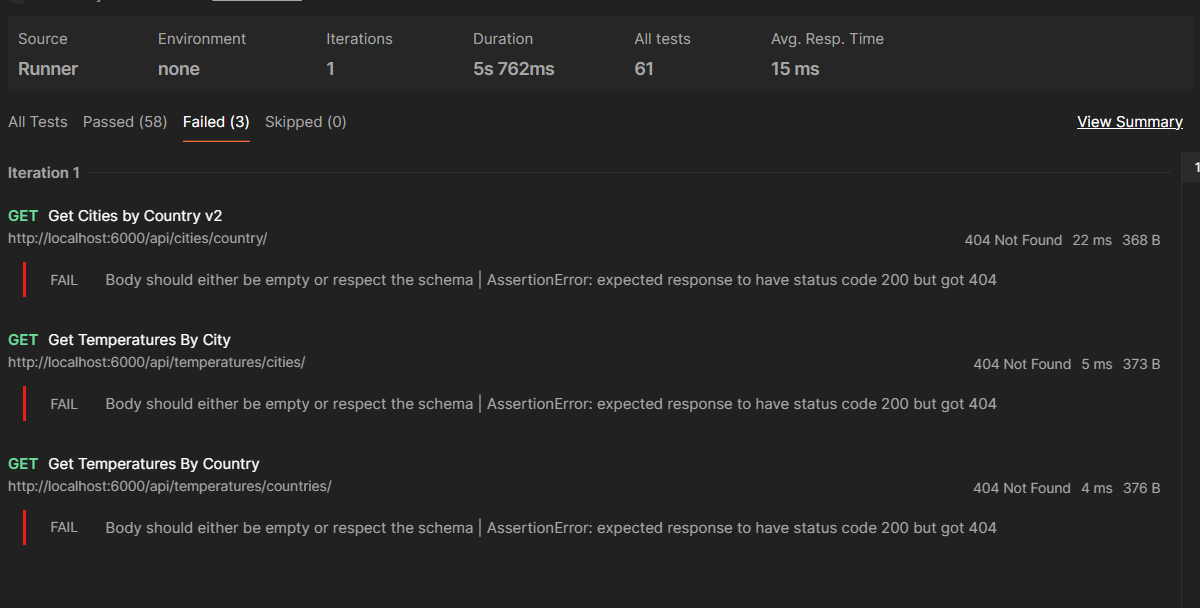 Source Environment Iterations Duration All tests Avg. Resp. Time
Runner none 1 5s 762ms 61 15 ms
All Tests Passed (58) Failed (3) Skipped (0) View Summary
Iteration 1
1
GET Get Cities by Country v2
http://localhost:6000/api/cities/country/
404 Not Found 22 ms 368 B
FAIL Body should either be empty or respect the schema | AssertionError: expected response to have status code 200 but got 404
GET Get Temperatures By City
http://localhost:6000/api/temperatures/cities/
404 Not Found 5 ms 373 B
FAIL Body should either be empty or respect the schema | AssertionError: expected response to have status code 200 but got 404
GET Get Temperatures By Country
http://localhost:6000/api/temperatures/countries/
404 Not Found 4 ms 376 B
FAIL Body should either be empty or respect the schema | AssertionError: expected response to have status code 200 but got 404